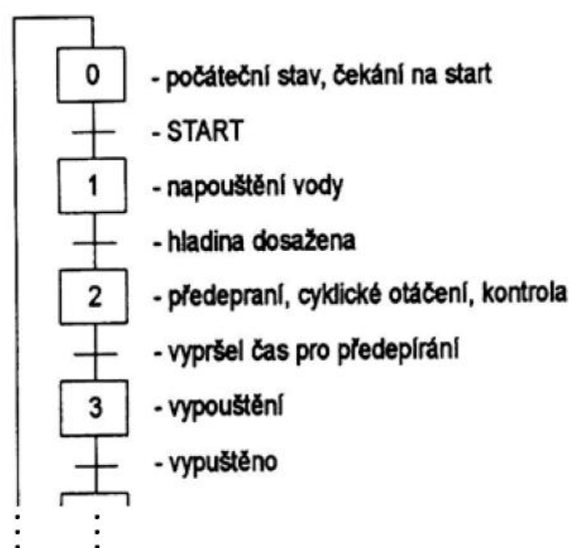 0 - počáteční stav, čekání na start
- START
1 - napouštění vody
- hladina dosažena
2 - předepraní, cyklické otáčení, kontrola
- vypršel čas pro předepírání
3 - vypouštění
- vypuštěno